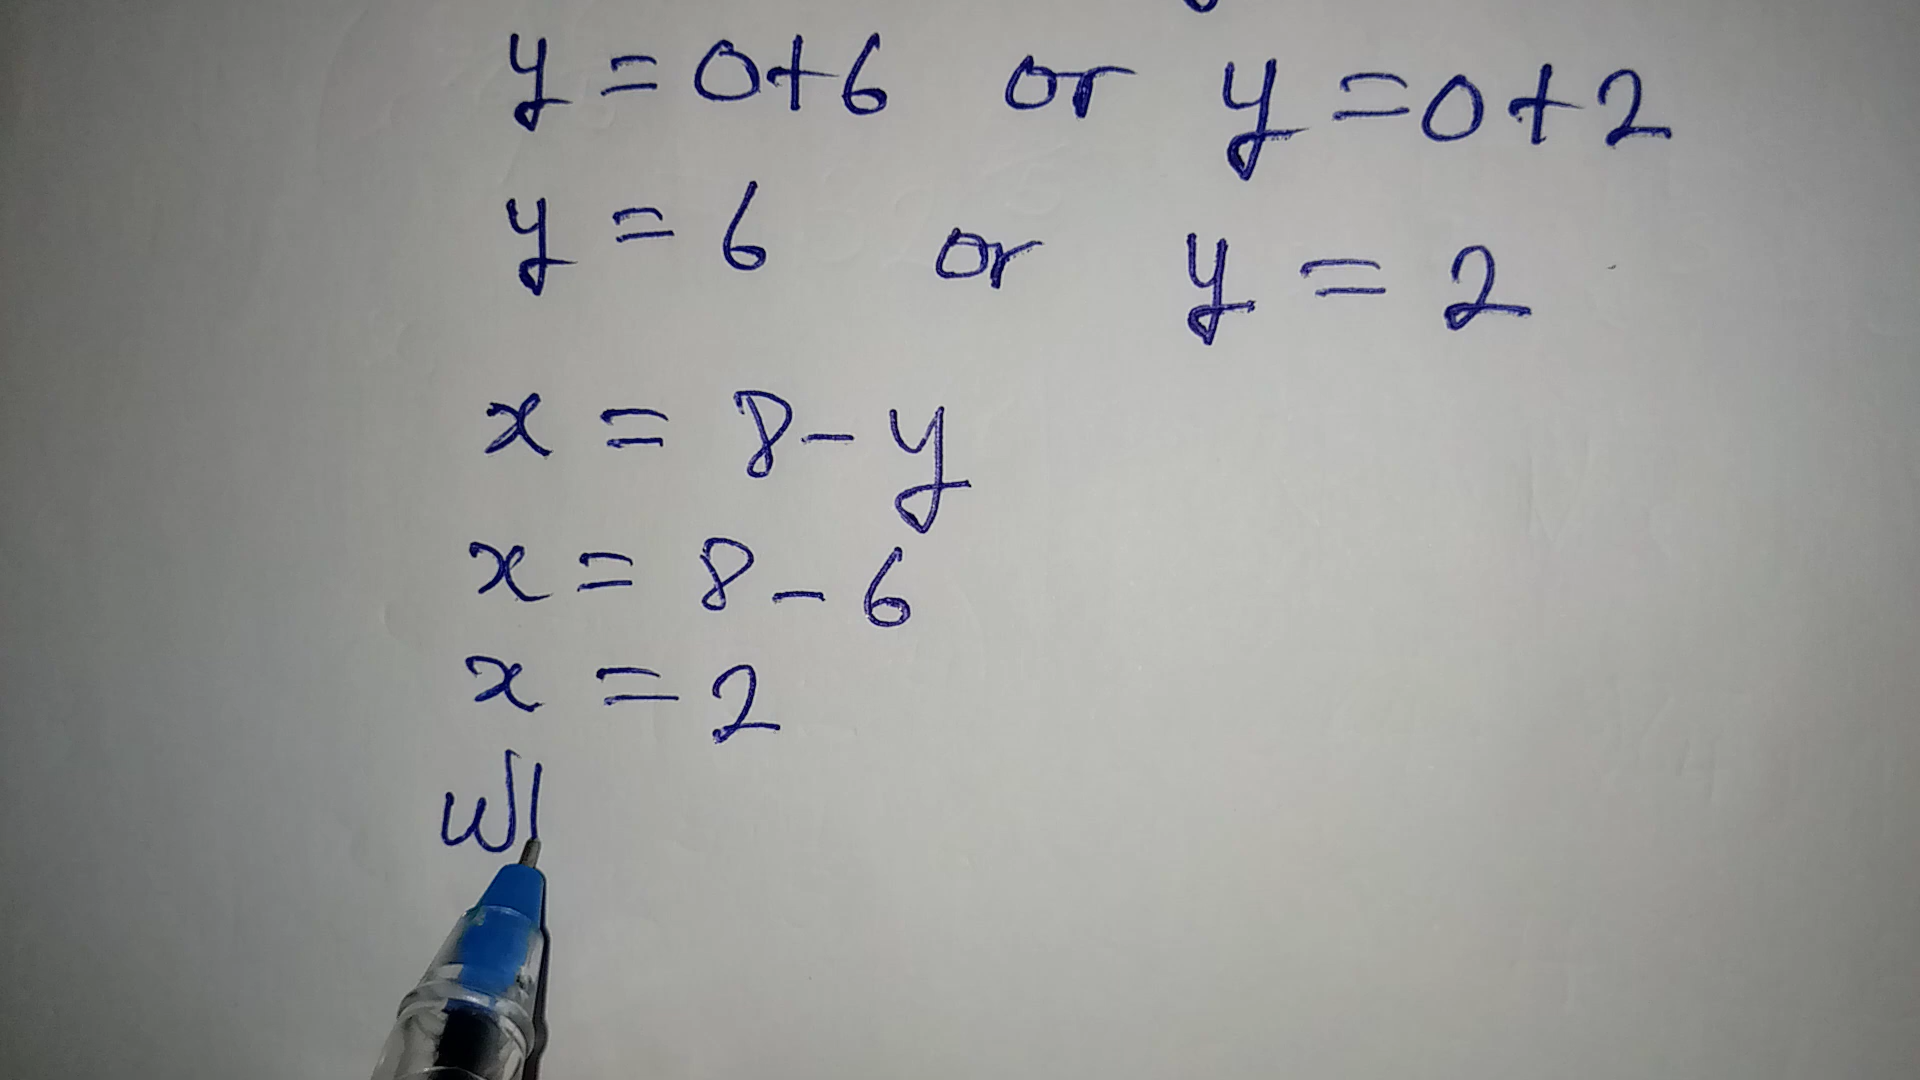 y = 0+6 or y = 0+2
y = 6 or y = 2
x = 8-y
x = 8-6
x = 2